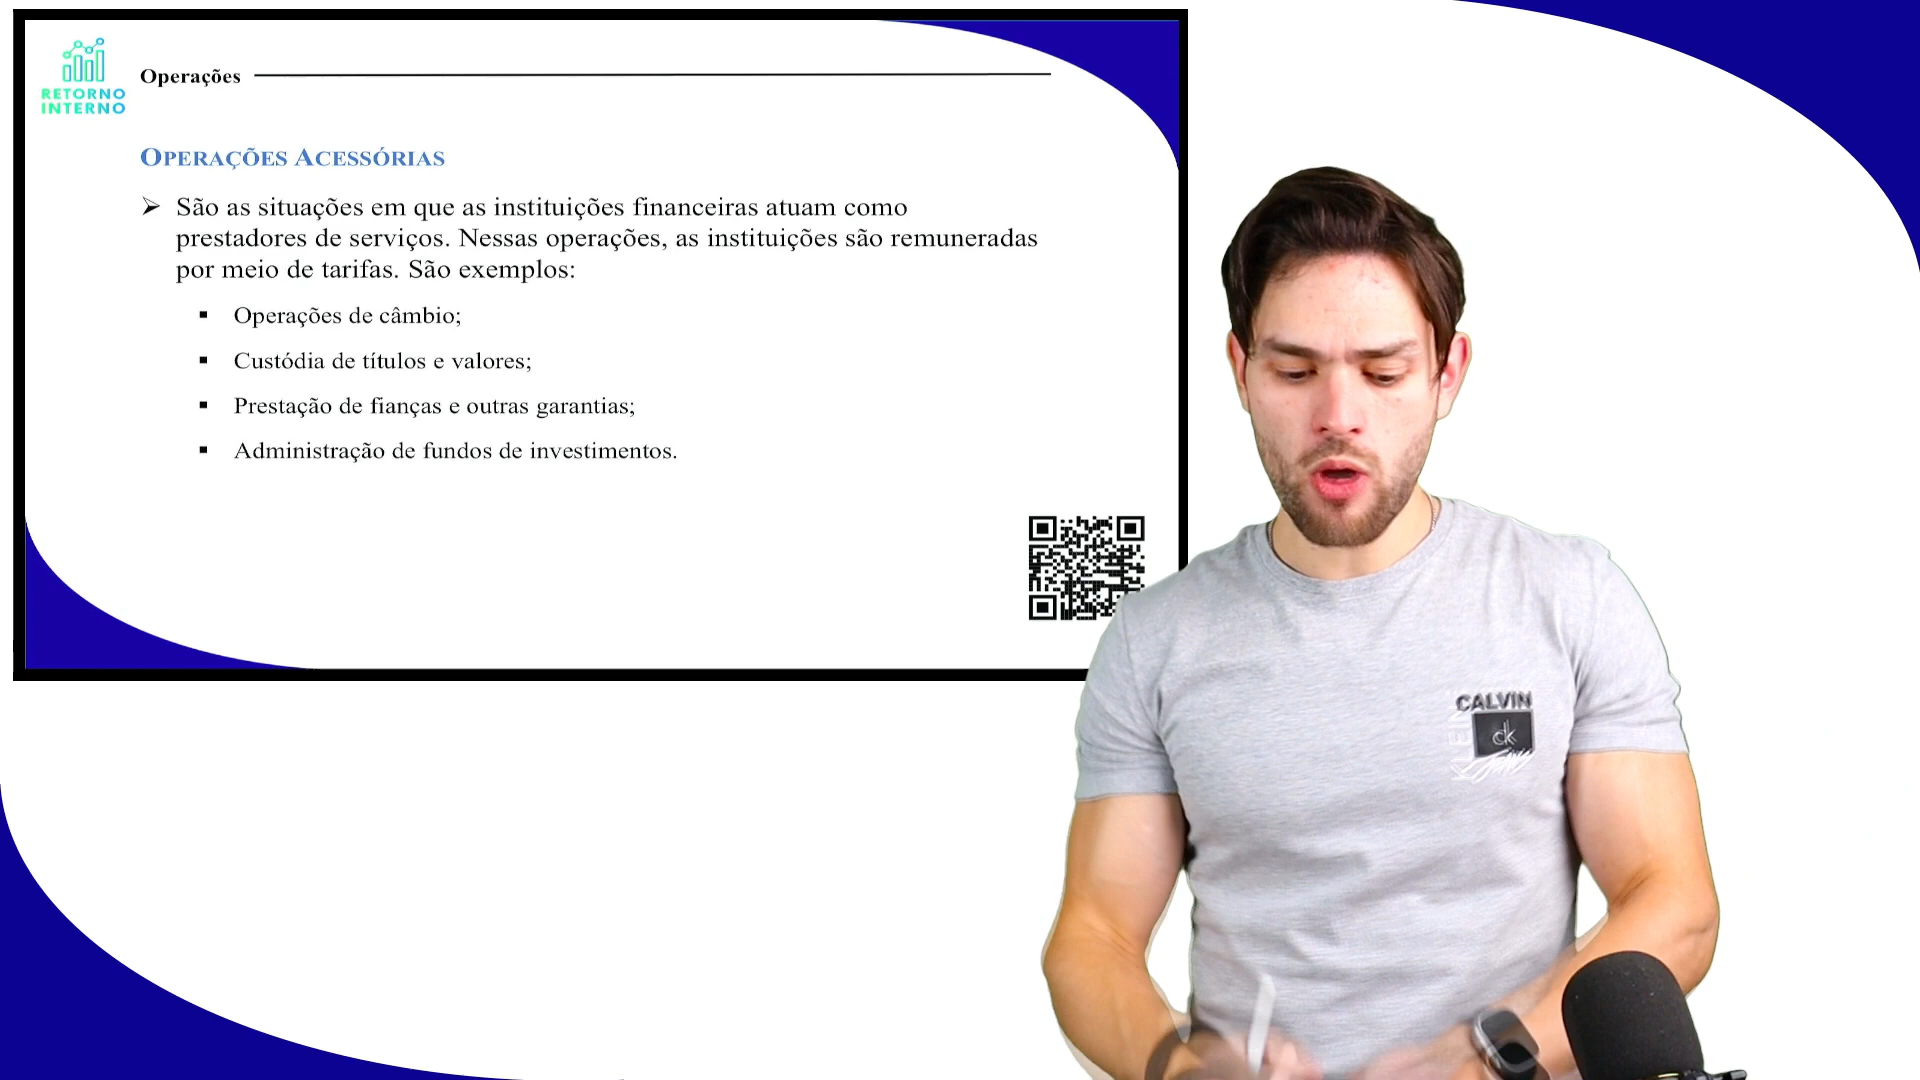 RETORNO
INTERNO
Operações
OPERAÇÕES ACESSÓRIAS
São as situações em que as instituições financeiras atuam como
prestadores de serviços. Nessas operações, as instituições são remuneradas
por meio de tarifas. São exemplos:
Operações de câmbio;
Custódia de títulos e valores;
Prestação de fianças e outras garantias;
Administração de fundos de investimentos.
CALVIN
ck
KLEIN